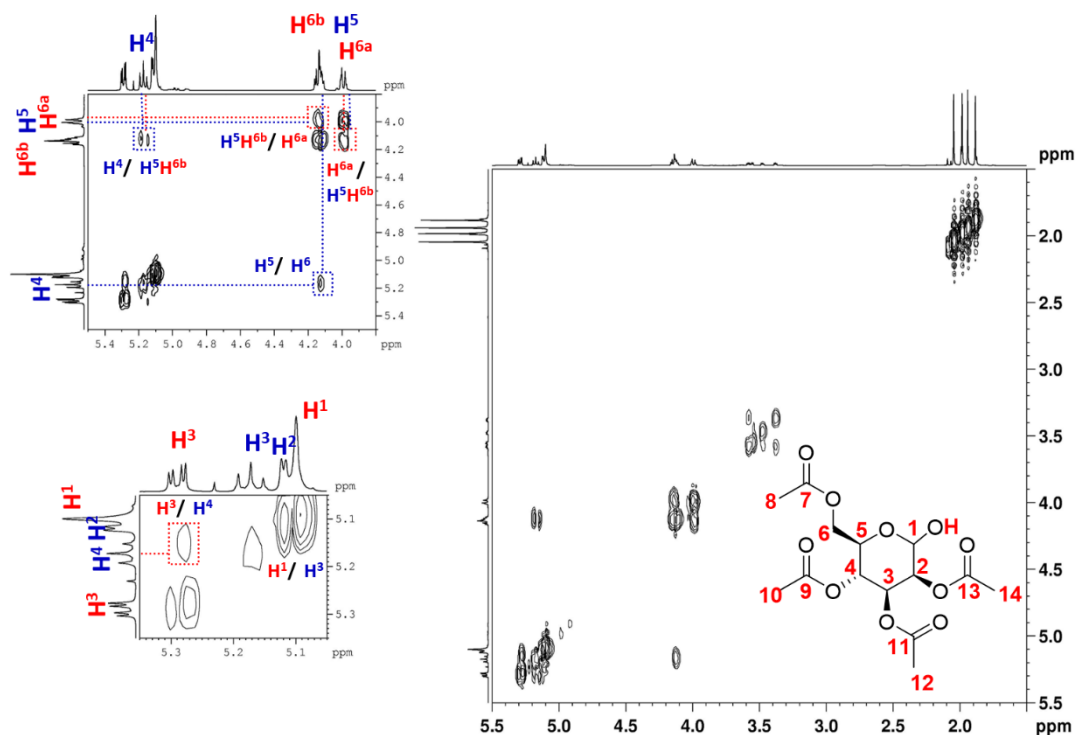 H4 H6b H5
H6a
ppm
H6b H5 H6a
4.0
4.2
4.4
4.6
4.8
5.0
5.2
5.4
H4/ H5H6b
H5H6b/ H6a
H6a/
H5H6b
H5/ H6
H4
5.4 5.2 5.0 4.8 4.6 4.4 4.2 4.0 ppm
H1
H3 H3 H2
ppm
H1
H2
H4
H3
H3/ H4
H1/ H3
5.1
5.2
5.3
5.3 5.2 5.1 ppm
ppm
2.0
2.5
3.0
3.5
4.0
4.5
5.0
5.5
5.5 5.0 4.5 4.0 3.5 3.0 2.5 2.0 ppm
O
8 7 O
6 5 O 1 OH
O 4 3 2 O
10 9 O O 13 14
O 11 O
12